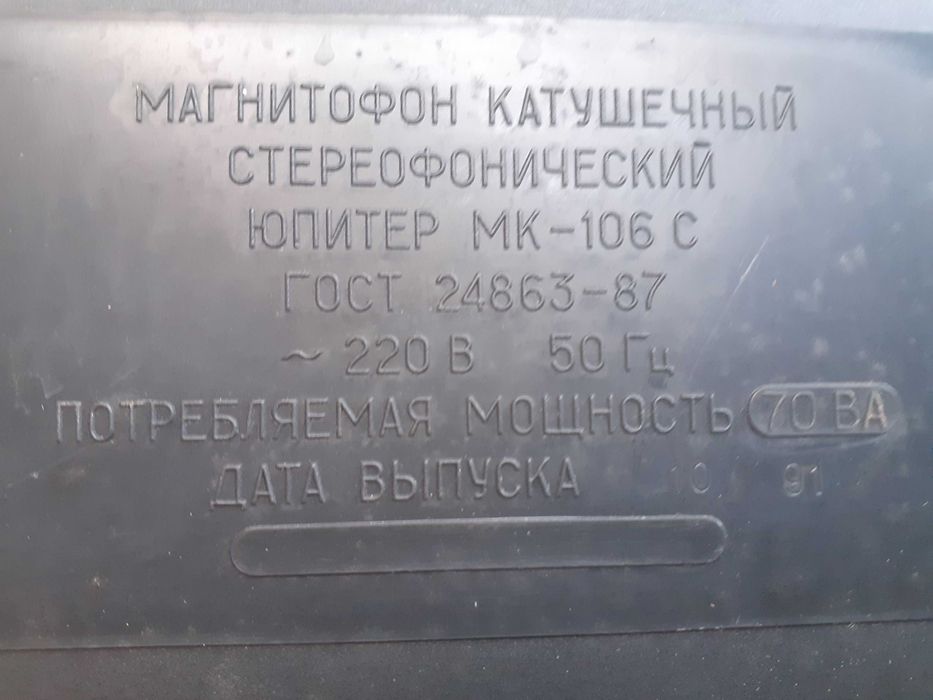 МАГНИТОФОН КАТУШЕЧНЫЙ
СТЕРЕОФОНИЧЕСКИЙ
ЮПИТЕР МК-106 С
ГОСТ 24863-87
~ 220 В 50 Гц
ПОТРЕБЛЯЕМАЯ МОЩНОСТЬ 70 ВА
ДАТА ВЫПУСКА 10 91